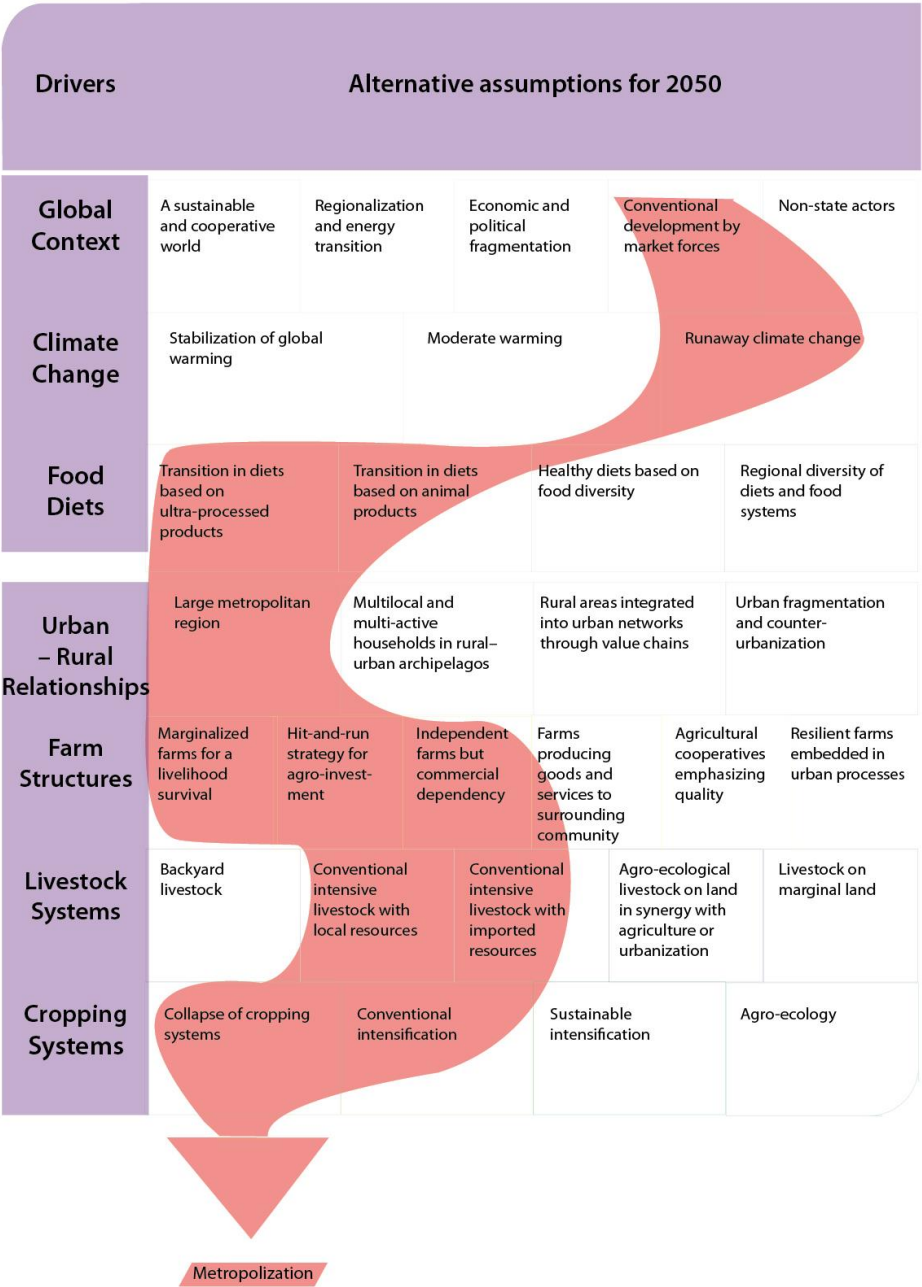 Drivers
Alternative assumptions for 2050
Global
Context
A sustainable
and cooperative
world
Regionalization
and energy
transition
Economic and
political
fragmentation
Conventional
development by
market forces
Non-state actors
Climate
Change
Stabilization of global
warming
Moderate warming
Runaway climate change
Food
Diets
Transition in diets
based on
ultra-processed
products
Transition in diets
based on animal
products
Healthy diets based on
food diversity
Regional diversity of
diets and food
systems
Urban
– Rural
Relationships
Large metropolitan
region
Multilocal and
multi-active
households in rural–
urban archipelagos
Rural areas integrated
into urban networks
through value chains
Urban fragmentation
and counter-
urbanization
Farm
Structures
Marginalized
farms for a
livelihood
survival
Hit-and-run
strategy for
agro-invest-
ment
Independent
farms but
commercial
dependency
Farms
producing
goods and
services to
surrounding
community
Agricultural
cooperatives
emphasizing
quality
Resilient farms
embedded in
urban processes
Livestock
Systems
Backyard
livestock
Conventional
intensive
livestock with
local resources
Conventional
intensive
livestock with
imported
resources
Agro-ecological
livestock on land
in synergy with
agriculture or
urbanization
Livestock on
marginal land
Cropping
Systems
Collapse of cropping
systems
Conventional
intensification
Sustainable
intensification
Agro-ecology
Metropolization